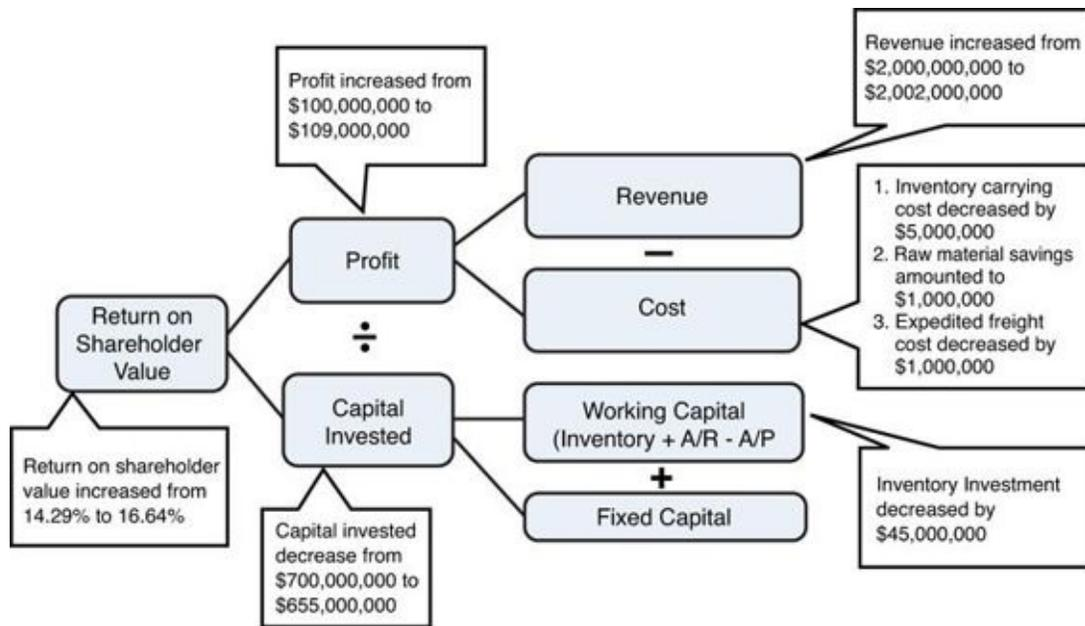 Profit increased from
$100,000,000 to
$109,000,000
Revenue increased from
$2,000,000,000 to
$2,002,000,000
Revenue
−
Cost
1. Inventory carrying
cost decreased by
$5,000,000
2. Raw material savings
amounted to
$1,000,000
3. Expedited freight
cost decreased by
$1,000,000
Profit
÷
Return on
Shareholder
Value
Capital
Invested
Working Capital
(Inventory + A/R - A/P
+
Fixed Capital
Return on shareholder
value increased from
14.29% to 16.64%
Capital invested
decrease from
$700,000,000 to
$655,000,000
Inventory Investment
decreased by
$45,000,000